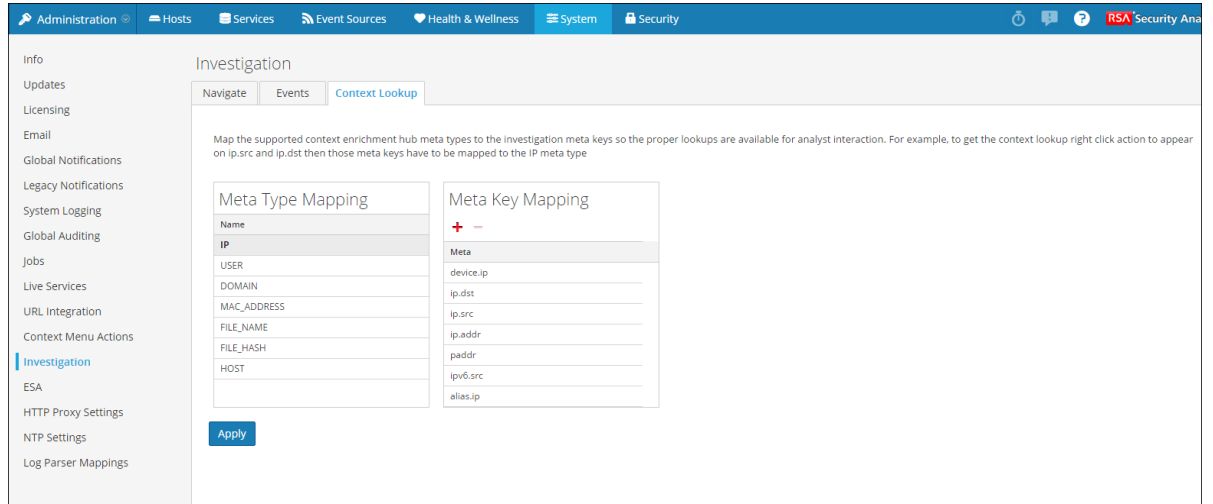 Administration Hosts Services Event Sources Health & Wellness System Security RSA Security Ana
Info
Updates
Licensing
Email
Global Notifications
Legacy Notifications
System Logging
Global Auditing
Jobs
Live Services
URL Integration
Context Menu Actions
Investigation
ESA
HTTP Proxy Settings
NTP Settings
Log Parser Mappings
Investigation
Navigate Events Context Lookup
Map the supported context enrichment hub meta types to the investigation meta keys so the proper lookups are available for analyst interaction. For example, to get the context lookup right click action to appear
on ip.src and ip.dst then those meta keys have to be mapped to the IP meta type
Meta Type Mapping
Name
IP
USER
DOMAIN
MAC_ADDRESS
FILE_NAME
FILE_HASH
HOST
Meta Key Mapping
+ −
Meta
device.ip
ip.dst
ip.src
ip.addr
paddr
ipv6.src
alias.ip
Apply